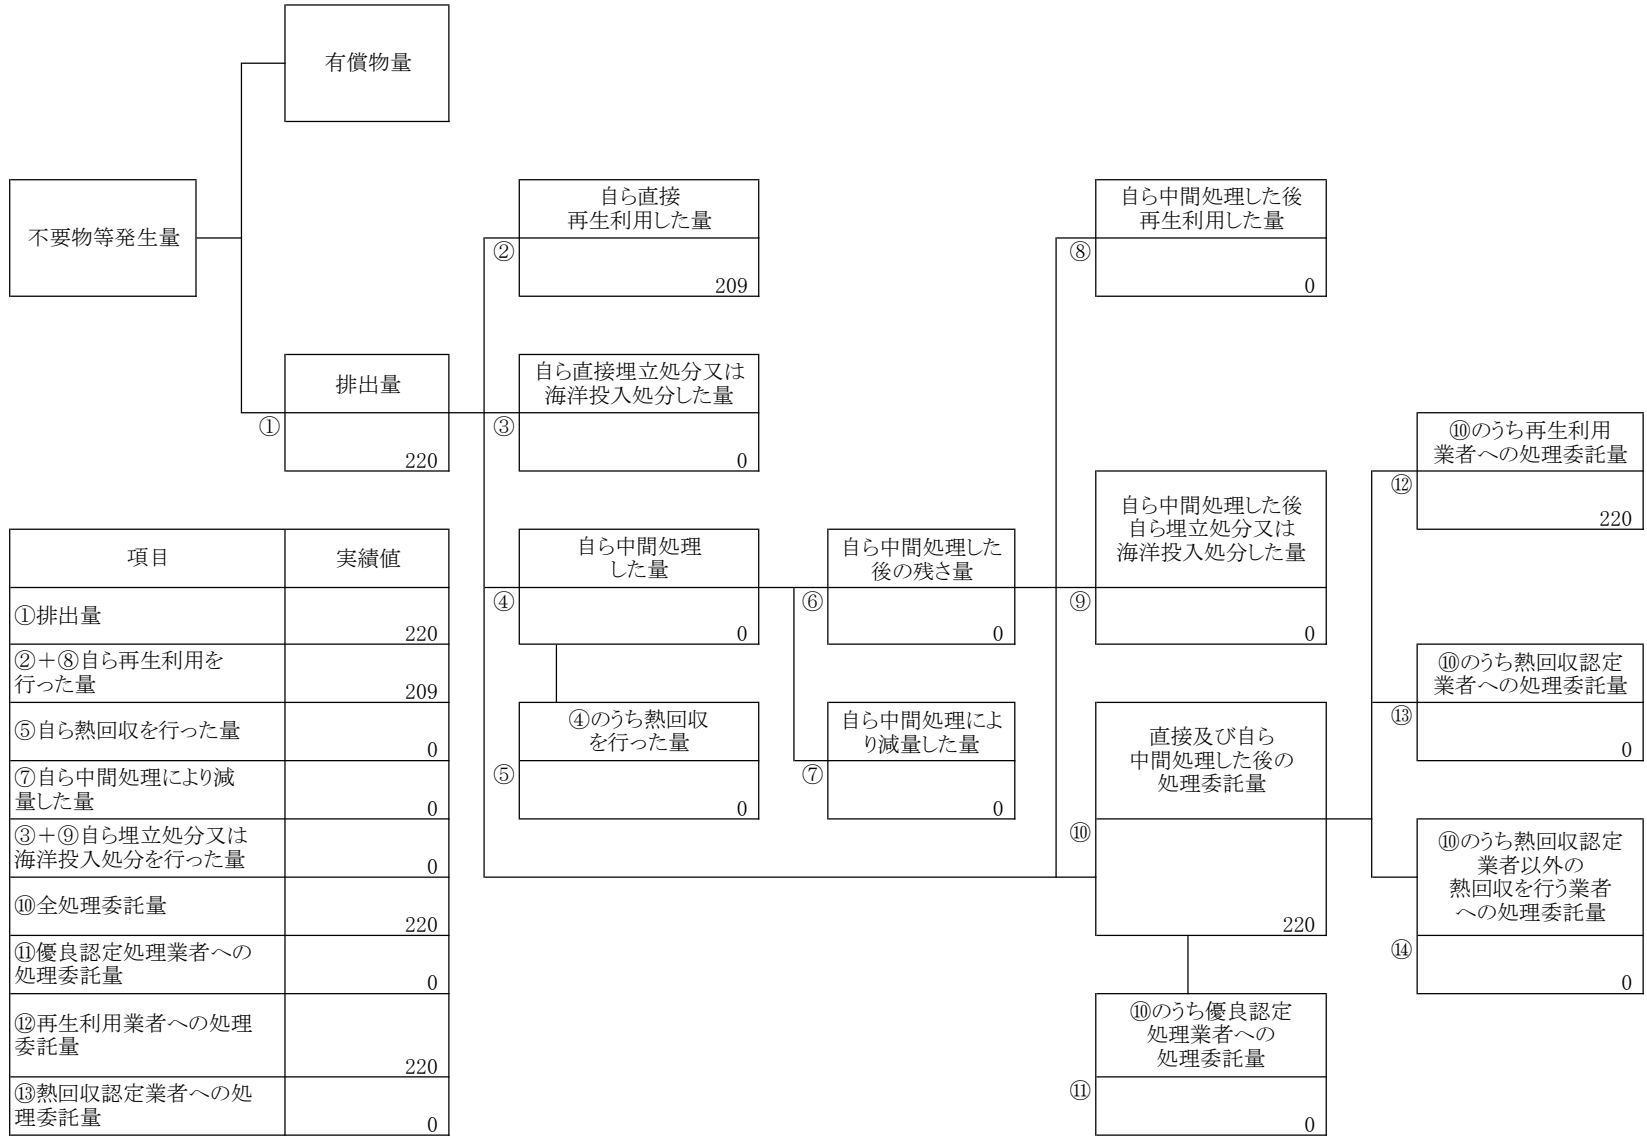 有償物量
不要物等発生量
排出量
①
220
自ら直接
再生利用した量
②
209
自ら直接埋立処分又は
海洋投入処分した量
③
0
自ら中間処理
した量
④
0
④のうち熱回収
を行った量
⑤
0
自ら中間処理した
後の残さ量
⑥
0
自ら中間処理によ
り減量した量
⑦
0
自ら中間処理した後
再生利用した量
⑧
0
自ら中間処理した後
自ら埋立処分又は
海洋投入処分した量
⑨
0
直接及び自ら
中間処理した後の
処理委託量
⑩
220
⑩のうち優良認定
処理業者への
処理委託量
⑪
0
⑩のうち再生利用
業者への処理委託量
⑫
220
⑩のうち熱回収認定
業者への処理委託量
⑬
0
⑩のうち熱回収認定
業者以外の
熱回収を行う業者
への処理委託量
⑭
0
項目 実績値
①排出量
220
②＋⑧自ら再生利用を
行った量
209
⑤自ら熱回収を行った量
0
⑦自ら中間処理により減
量した量
0
③＋⑨自ら埋立処分又は
海洋投入処分を行った量
0
⑩全処理委託量
220
⑪優良認定処理業者への
処理委託量
0
⑫再生利用業者への処理
委託量
220
⑬熱回収認定業者への処
理委託量
0